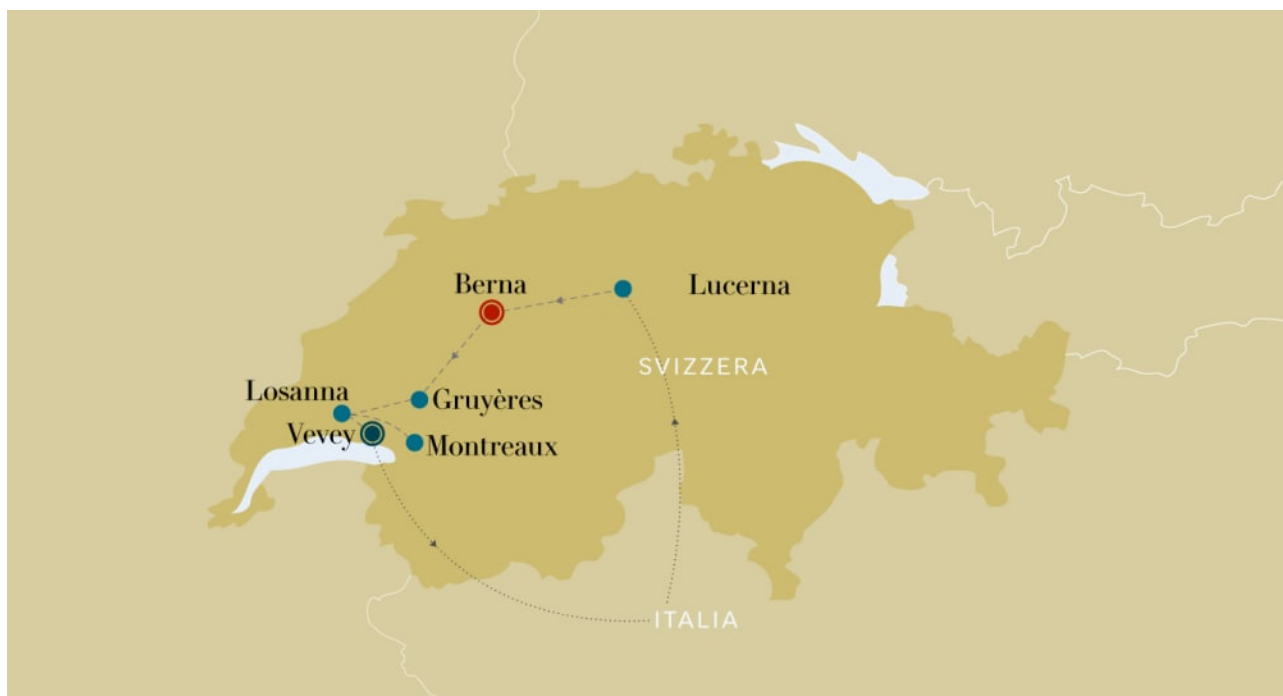 Berna
Lucerna
SVIZZERA
Losanna
Gruyères
Vevey
Montreaux
ITALIA